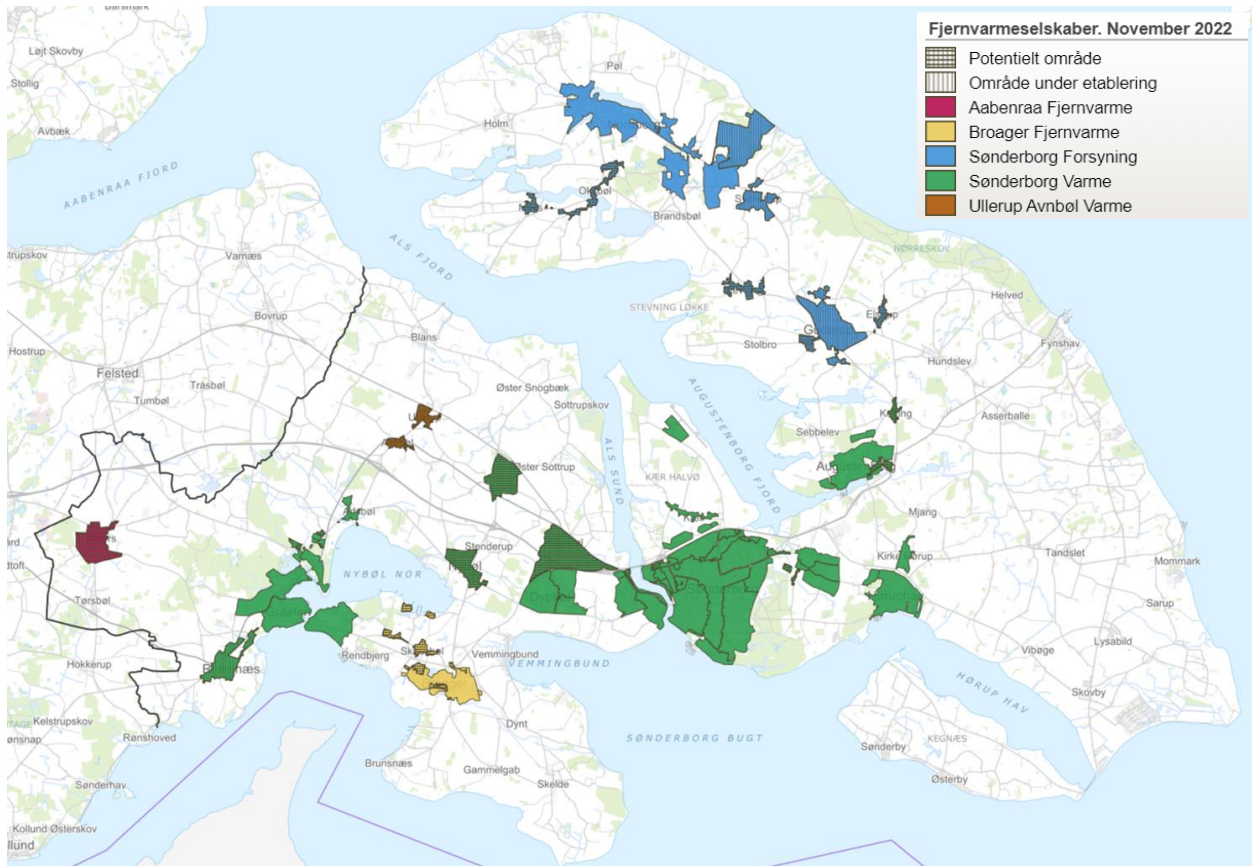 Fjernvarmeselskaber. November 2022
Potentielt område
Område under etablering
Aabenraa Fjernvarme
Broager Fjernvarme
Sønderborg Forsyning
Sønderborg Varme
Ullerup Avnbøl Varme
Løjt Skovby
Stollig
Avbæk
AABENRAA FJORD
Pøl
Holm
Brandsbøl
NØRRESKOV
Helved
Fynshav
Varnæs
ALS FJORD
STEVNING LØKKE
Bovrup
Blans
Stolbro
Hundslev
Hostrup
Felsted
Tråsbøl
Tumbøl
Øster Snogbæk
Sottrupskov
AUGUSTENBORG FJORD
Asserballe
Sebbelev
ALS SUND
Øster Sottrup
KÆR HALVØ
Mjang
Stenderup
NYBØL NOR
Tandslet
Mommark
Tørsbøl
Sarup
Hokkerup
Rendbjerg
Vemmingbund
VEMMINGBUND
Lysabild
Vibøge
HØRUP HAV
Skovby
Kelstrupskov
Rønshoved
Dynt
SØNDERBORG BUGT
KEGNÆS
Sønderby
Brunsnæs
Gammelgab
Skelde
Østerby
Sønderhav
Kollund Østerskov